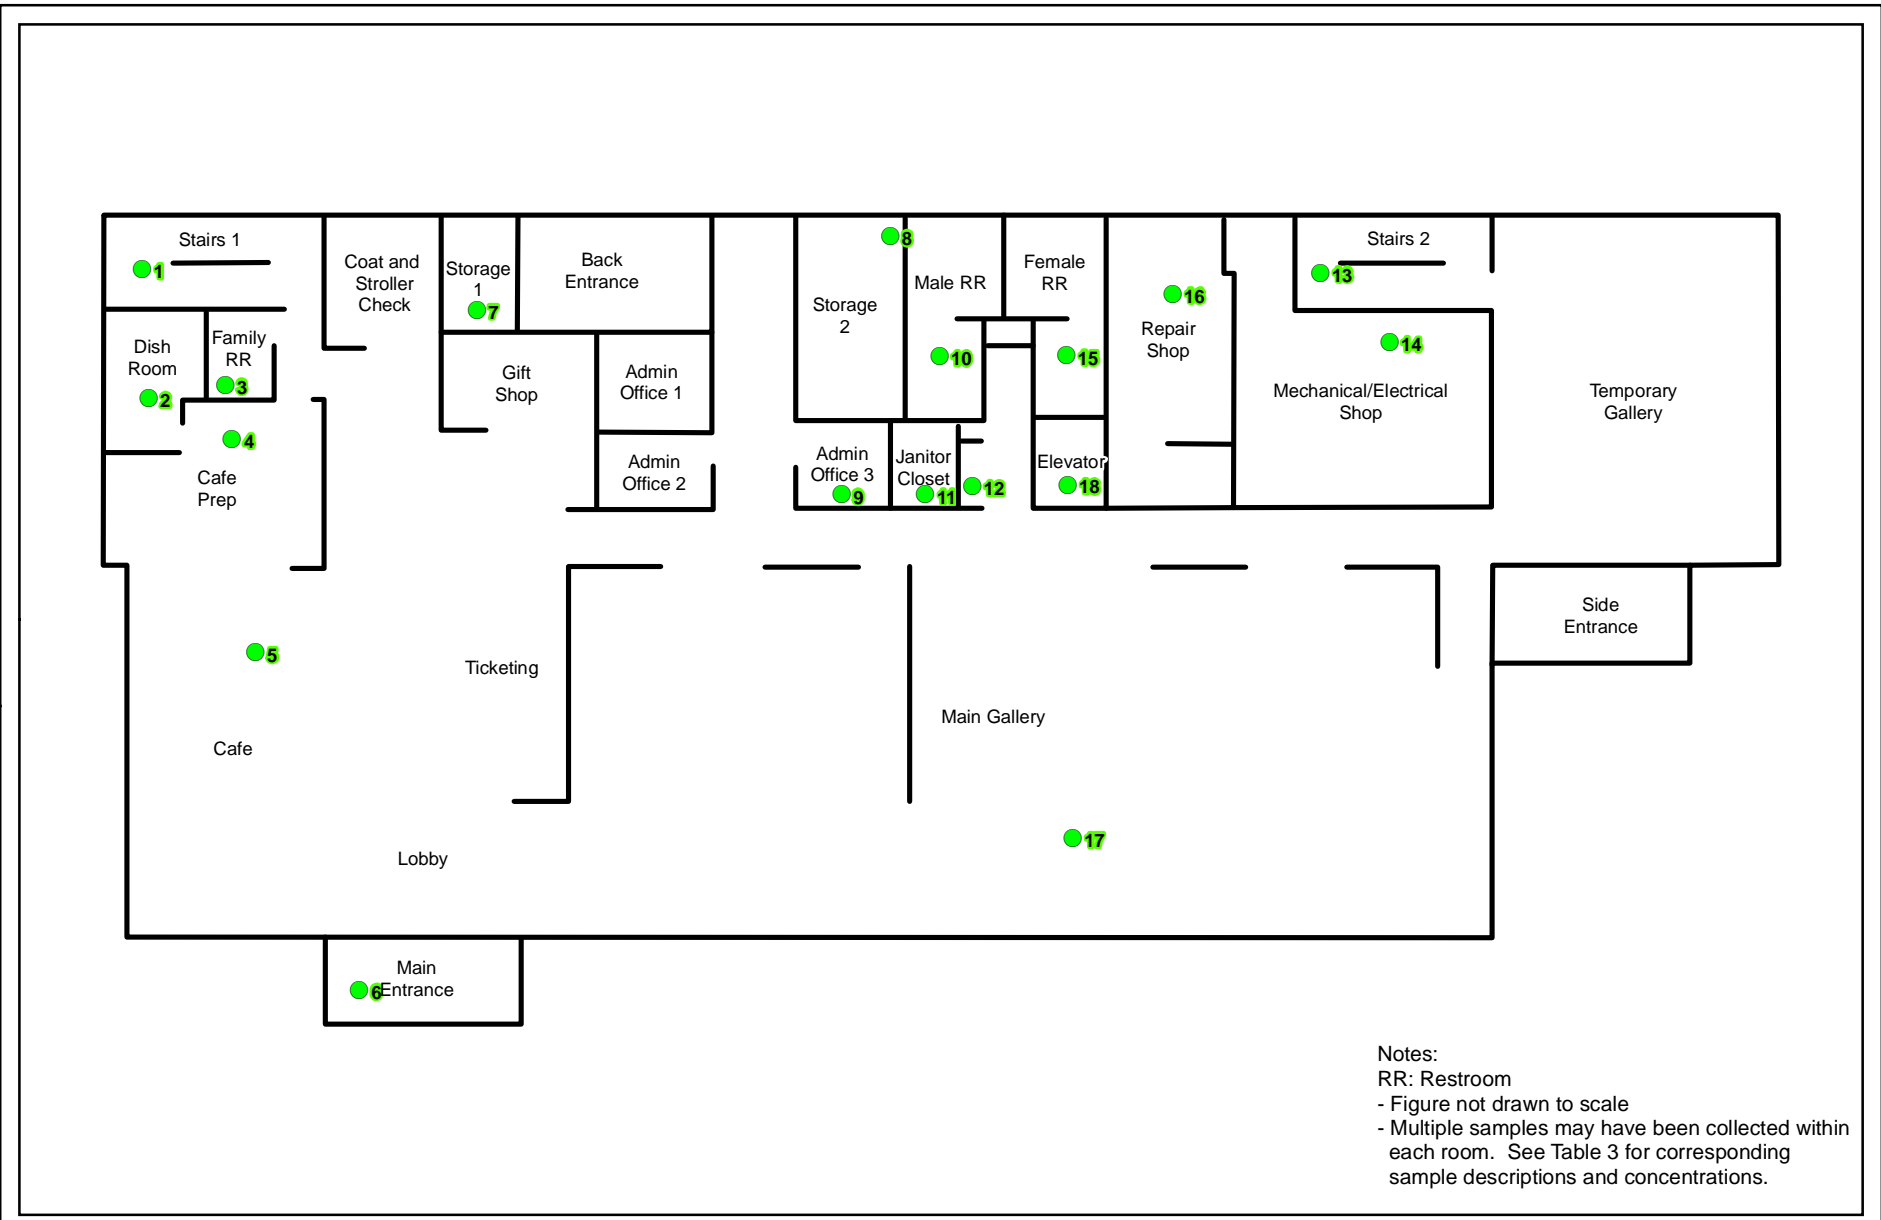 Stairs 1
1
Dish
Room
2
Family
RR
3
4
Cafe
Prep
Coat and
Stroller
Check
Storage
1
7
Back
Entrance
Gift
Shop
Admin
Office 1
Admin
Office 2
8
Storage
2
Male RR
10
Female
RR
15
Admin
Office 3
9
Janitor
Closet
11
12
Elevator
18
16
Repair
Shop
Stairs 2
13
14
Mechanical/Electrical
Shop
Temporary
Gallery
Side
Entrance
5
Ticketing
Cafe
Main Gallery
17
Lobby
Main
6 Entrance
Notes:
RR: Restroom
- Figure not drawn to scale
- Multiple samples may have been collected within
each room. See Table 3 for corresponding
sample descriptions and concentrations.